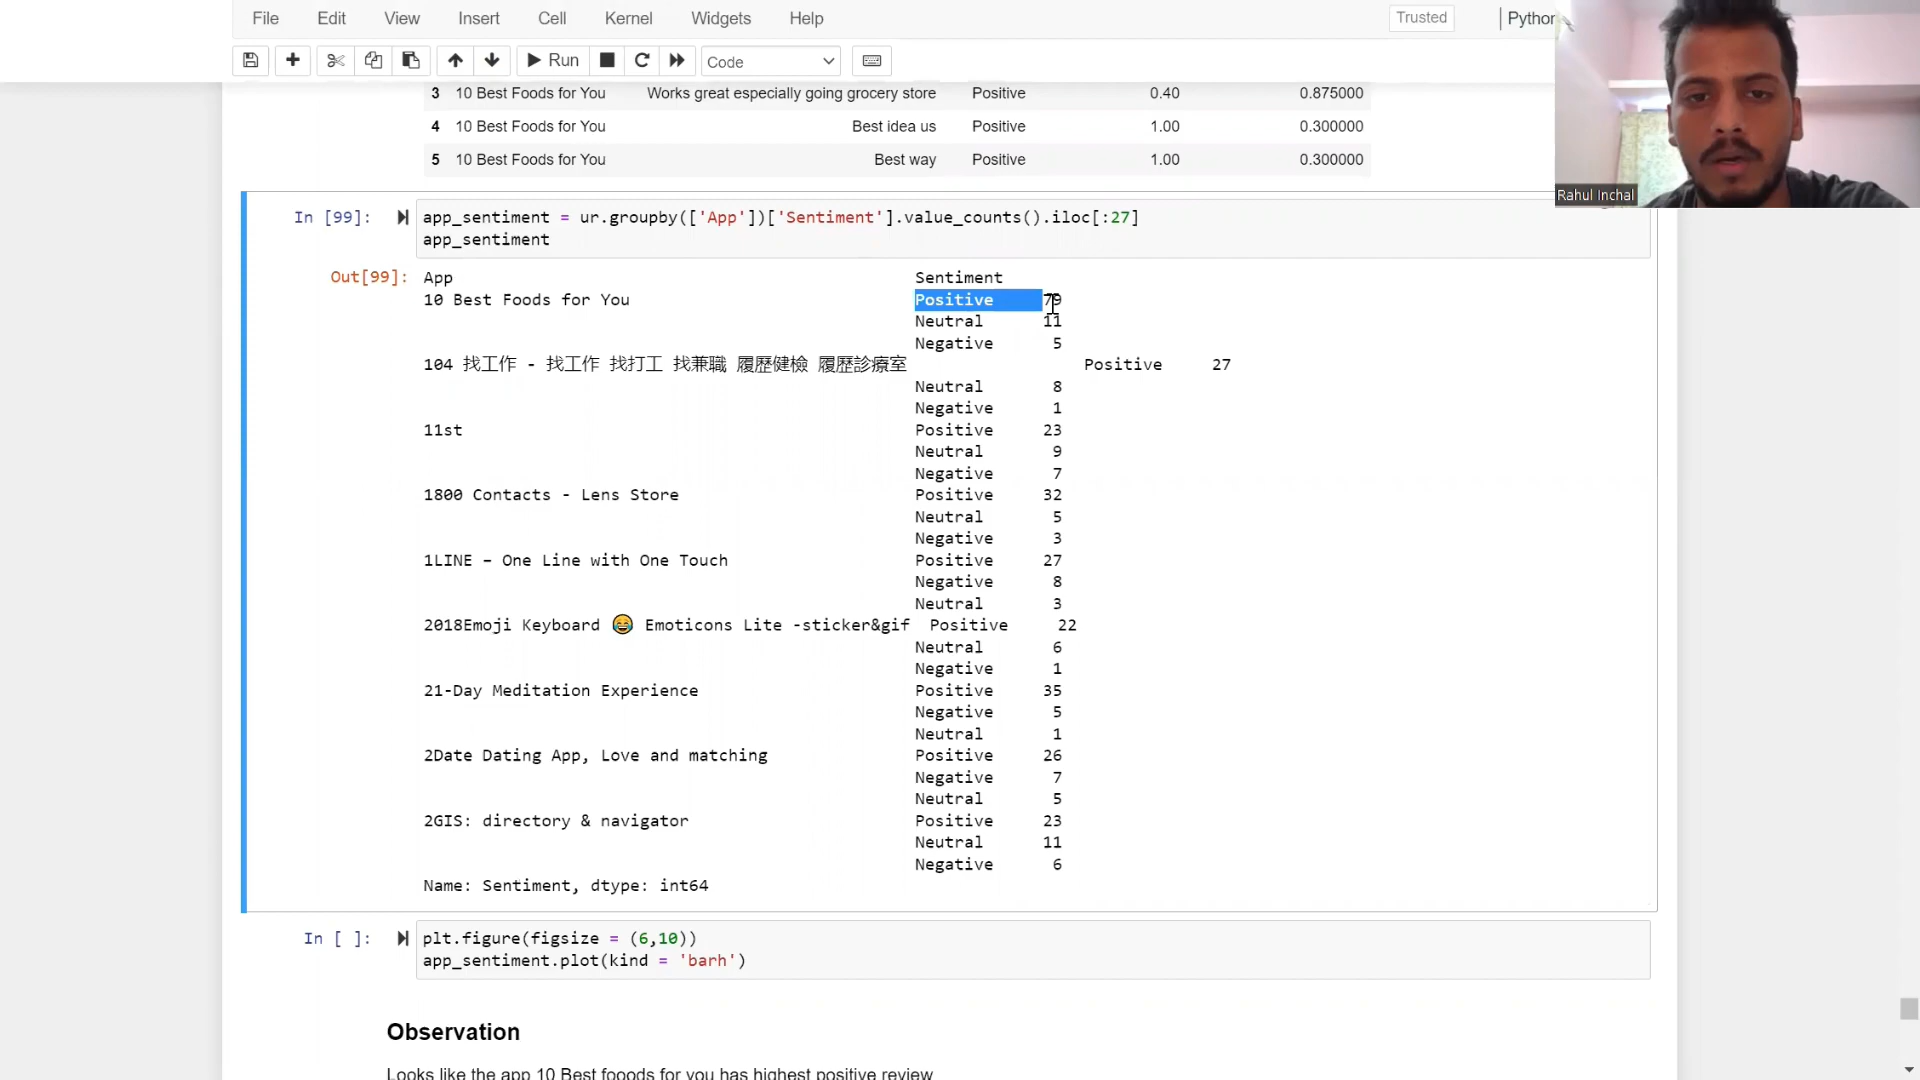 File Edit View Insert Cell Kernel Widgets Help Trusted Python
Run Code
3 10 Best Foods for You Works great especially going grocery store Positive 0.40 0.875000
4 10 Best Foods for You Best idea us Positive 1.00 0.300000
5 10 Best Foods for You Best way Positive 1.00 0.300000
Rahul Inchal
In [99]: app_sentiment = ur.groupby(['App'])['Sentiment'].value_counts().iloc[:27]
app_sentiment
Out[99]: App Sentiment
10 Best Foods for You Positive 79
Neutral 11
Negative 5
104 找工作 - 找工作 找打工 找兼職 履歷健檢 履歷診療室 Positive 27
Neutral 8
Negative 1
11st Positive 23
Neutral 9
Negative 7
1800 Contacts - Lens Store Positive 32
Neutral 5
Negative 3
1LINE – One Line with One Touch Positive 27
Negative 8
Neutral 3
2018Emoji Keyboard 😂 Emoticons Lite -sticker&gif Positive 22
Neutral 6
Negative 1
21-Day Meditation Experience Positive 35
Negative 5
Neutral 1
2Date Dating App, Love and matching Positive 26
Negative 7
Neutral 5
2GIS: directory & navigator Positive 23
Neutral 11
Negative 6
Name: Sentiment, dtype: int64
In [ ]: plt.figure(figsize = (6,10))
app_sentiment.plot(kind = 'barh')
Observation
Looks like the app 10 Best fooods for you has highest positive review